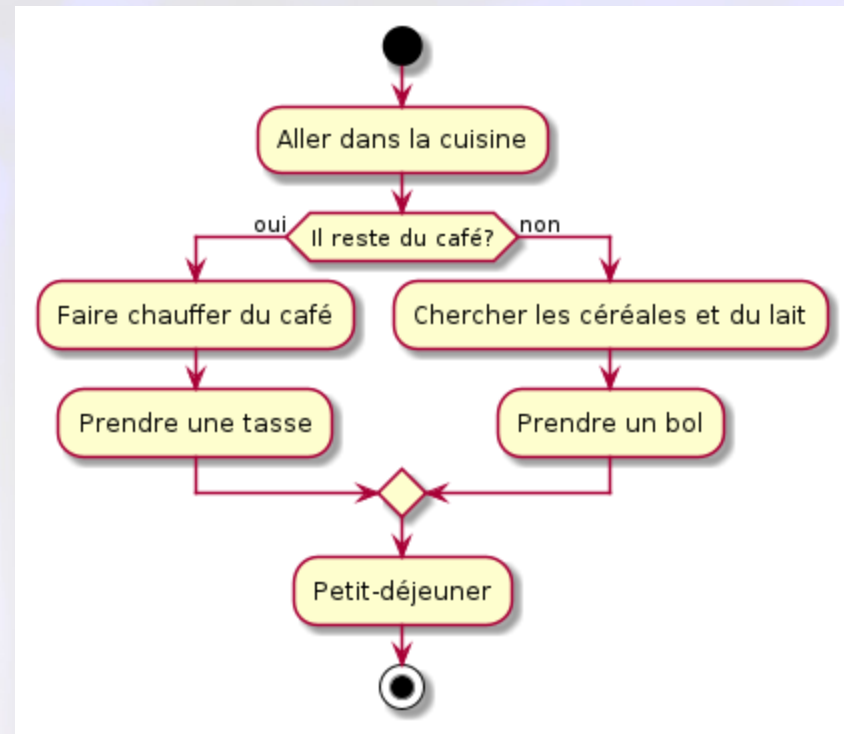 Aller dans la cuisine
oui
Il reste du café?
non
Faire chauffer du café
Chercher les céréales et du lait
Prendre une tasse
Prendre un bol
Petit-déjeuner